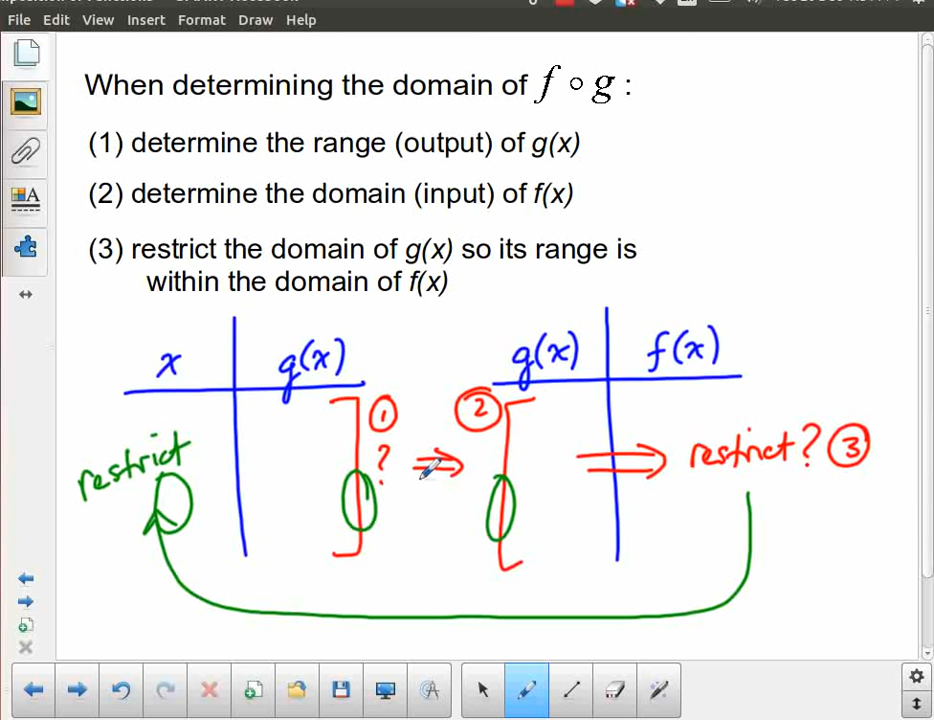 File Edit View Insert Format Draw Help
When determining the domain of f ∘ g :
(1) determine the range (output) of g(x)
(2) determine the domain (input) of f(x)
(3) restrict the domain of g(x) so its range is
within the domain of f(x)
x g(x) g(x) f(x)
1 2
restrict ? ⇒ ⇒ restrict? 3